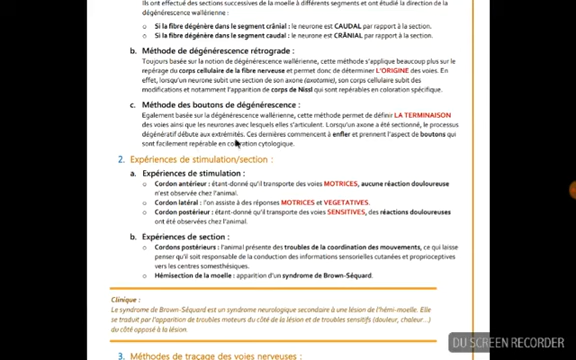 Ils ont effectué des sections successives de la moelle à différents segments et ont étudié la direction de la
dégénérescence wallérienne :
o Si la fibre dégénère dans le segment crânial : le neurone est CAUDAL par rapport à la section.
o Si la fibre dégénère dans le segment caudal : le neurone est CRÂNIAL par rapport à la section.
b. Méthode de dégénérescence rétrograde :
Toujours basée sur la notion de dégénérescence wallérienne, cette méthode s'applique beaucoup plus sur le
repérage du corps cellulaire de la fibre nerveuse et permet donc de déterminer L'ORIGINE des voies. En
effet, lorsqu'un neurone subit une section de son axone (axotomie), son corps cellulaire subit des
modifications et notamment l'apparition de corps de Nissl qui sont repérables en coloration spécifique.
c. Méthode des boutons de dégénérescence :
Egalement basée sur la dégénérescence wallérienne, cette méthode permet de définir LA TERMINAISON
des voies ainsi que les neurones avec lesquels elles s'articulent. Lorsqu'un axone a été sectionné, le processus
dégénératif débute aux extrémités. Ces dernières commencent à enfler et prennent l'aspect de boutons qui
sont facilement repérable en coloration cytologique.
2. Expériences de stimulation/section :
a. Expériences de stimulation :
o Cordon antérieur : étant-donné qu'il transporte des voies MOTRICES, aucune réaction douloureuse
n'est observée chez l'animal.
o Cordon latéral : l'on assiste à des réponses MOTRICES et VEGETATIVES.
o Cordon postérieur : étant-donné qu'il transporte des voies SENSITIVES, des réactions douloureuses
ont été observées chez l'animal.
b. Expériences de section :
o Cordons postérieurs : l'animal présente des troubles de la coordination des mouvements, ce qui laisse
penser qu'il soit responsable de la conduction des informations sensorielles cutanées et proprioceptives
vers les centres somesthésiques.
o Hémisection de la moelle : apparition d'un syndrome de Brown-Séquard.
Clinique :
Le syndrome de Brown-Séquard est un syndrome neurologique secondaire à une lésion de l'hémi-moelle. Elle
se traduit par l'apparition de troubles moteurs du côté de la lésion et de troubles sensitifs (douleur, chaleur...)
du côté opposé à la lésion.
3. Méthodes de traçage des voies nerveuses :
DU SCREEN RECORDER